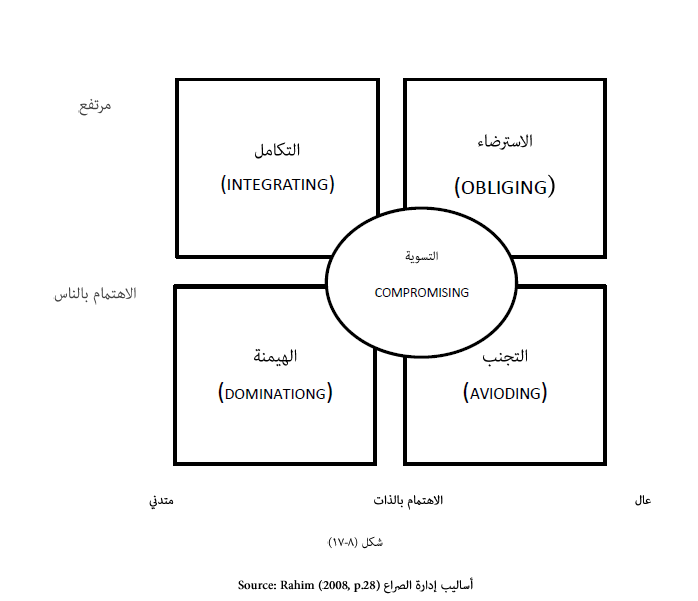 مرتفع
الاسترضاء
(OBLIGING)
التكامل
(INTEGRATING)
التسوية
COMPROMISING
الاهتمام بالناس
التجنب
(AVIODING)
الهيمنة
(DOMINATIONG)
عال الاهتمام بالذات متدني
شكل (٨-١٧)
أساليب إدارة الصراع Source: Rahim (2008, p.28)